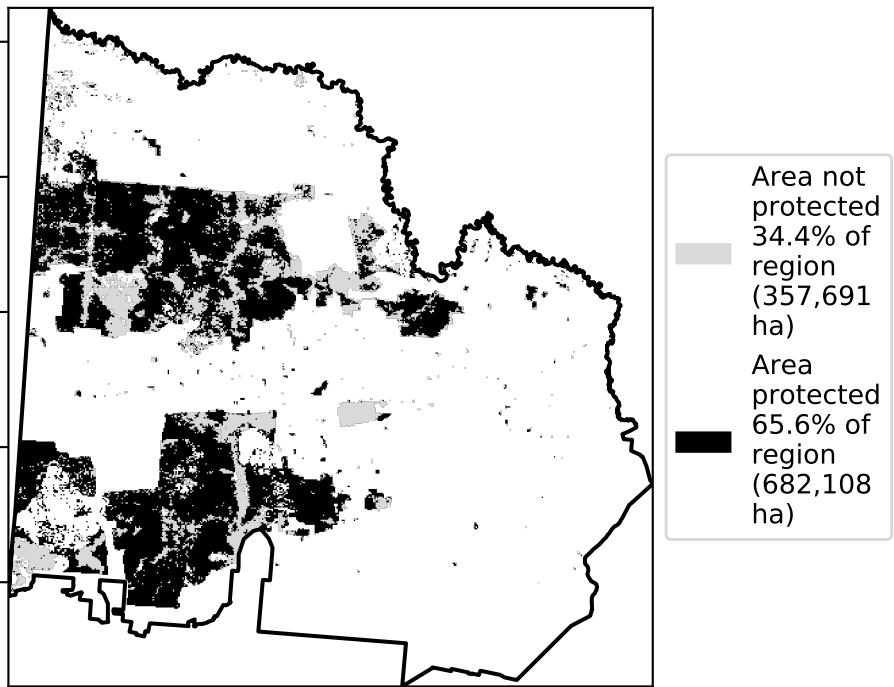 Area not
protected
34.4% of
region
(357,691
ha)
Area
protected
65.6% of
region
(682,108
ha)